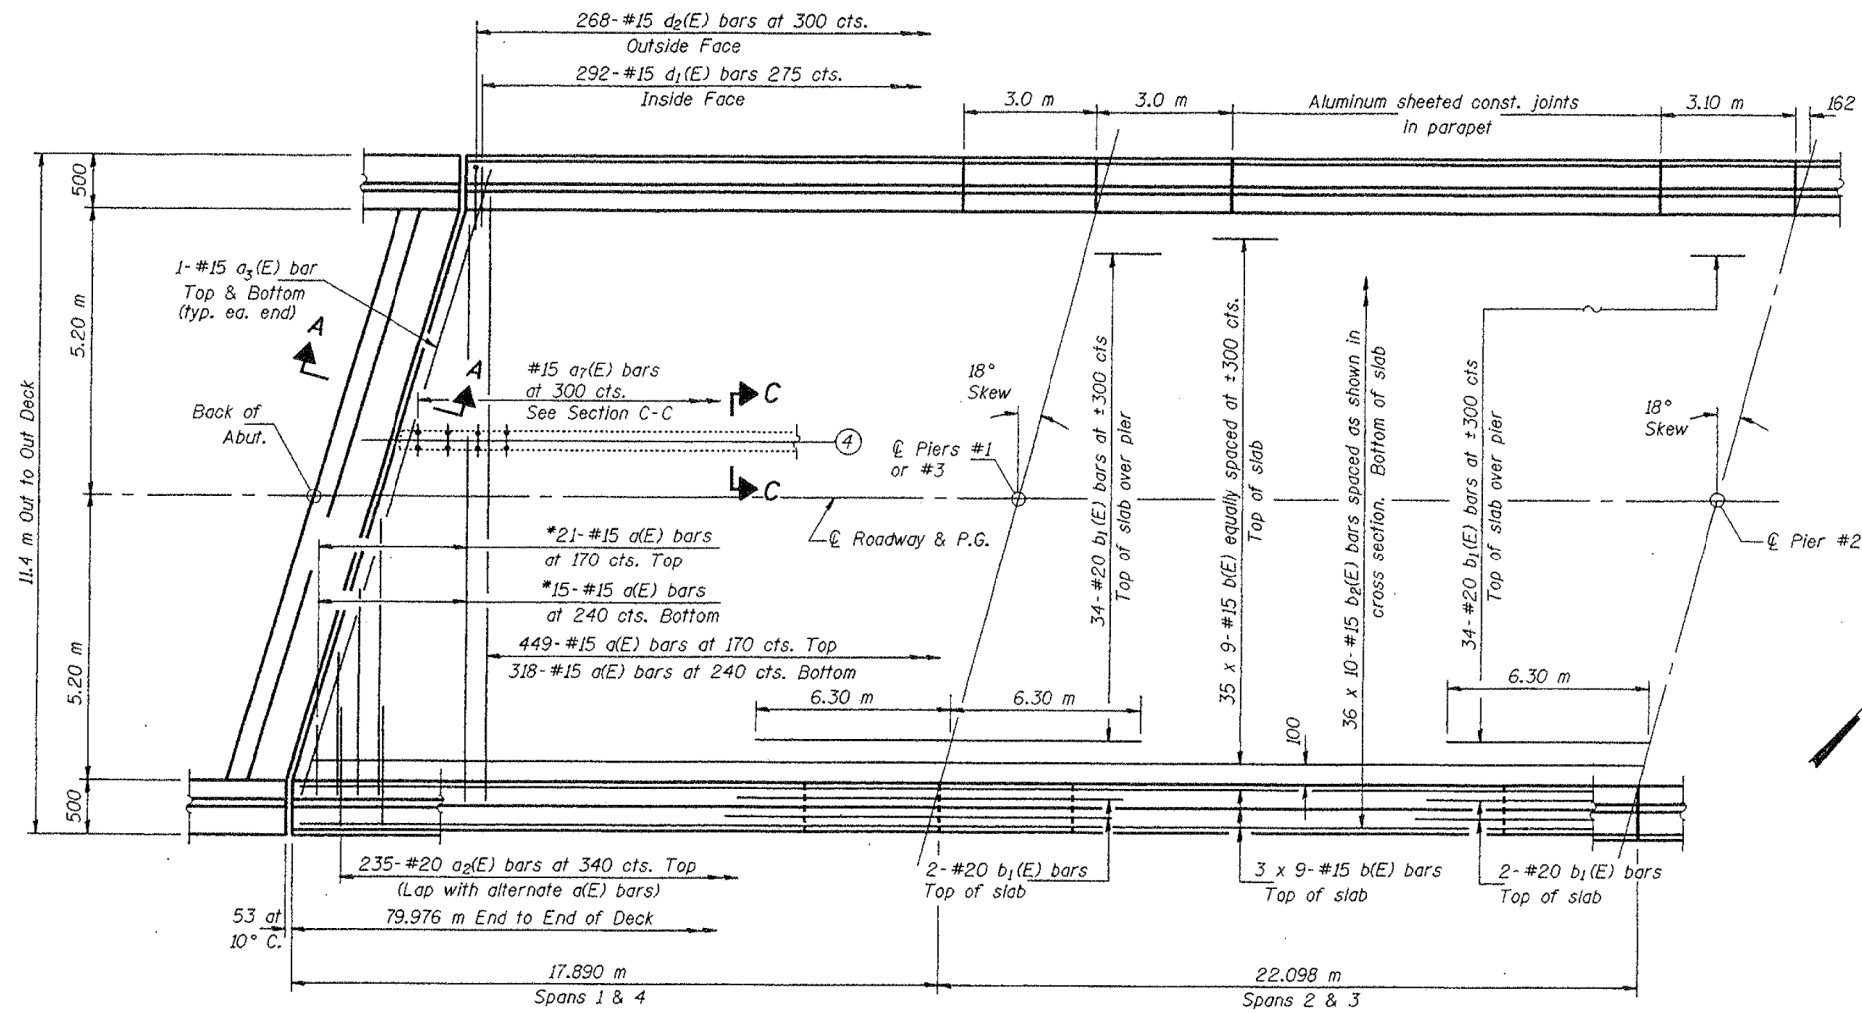 268-#15 d₂(E) bars at 300 cts.
Outside Face
292-#15 d₁(E) bars 275 cts.
Inside Face
3.0 m
3.0 m
Aluminum sheeted const. joints
in parapet
3.10 m
162
500
5.20 m
11.4 m Out to Out Deck
5.20 m
500
1-#15 a₃(E) bar
Top & Bottom
(typ. ea. end)
A
A
#15 a₇(E) bars
at 300 cts.
See Section C-C
C
C
4
Back of
Abut.
18°
Skew
℄ Piers #1
or #3
℄ Roadway & P.G.
34-#20 b₁(E) bars at ±300 cts
Top of slab over pier
35 x 9-#15 b(E) equally spaced at ±300 cts.
Top of slab
36 x 10-#15 b₂(E) bars spaced as shown in
cross section. Bottom of slab
34-#20 b₁(E) bars at ±300 cts
Top of slab over pier
18°
Skew
℄ Pier #2
*21-#15 a(E) bars
at 170 cts. Top
*15-#15 a(E) bars
at 240 cts. Bottom
449-#15 a(E) bars at 170 cts. Top
318-#15 a(E) bars at 240 cts. Bottom
6.30 m
6.30 m
6.30 m
100
235-#20 a₂(E) bars at 340 cts. Top
(Lap with alternate a(E) bars)
2-#20 b₁(E) bars
Top of slab
3 x 9-#15 b(E) bars
Top of slab
2-#20 b₁(E) bars
Top of slab
53 at
10° C.
79.976 m End to End of Deck
17.890 m
Spans 1 & 4
22.098 m
Spans 2 & 3